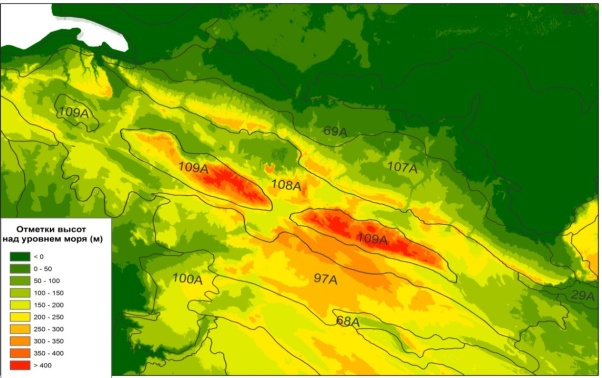 69A
109A
107A
109A
108A
109A
29A
100A
97A
68A
Отметки высот
над уровнем моря (м)
< 0
0 - 50
50 - 100
100 - 150
150 - 200
200 - 250
250 - 300
300 - 350
350 - 400
> 400